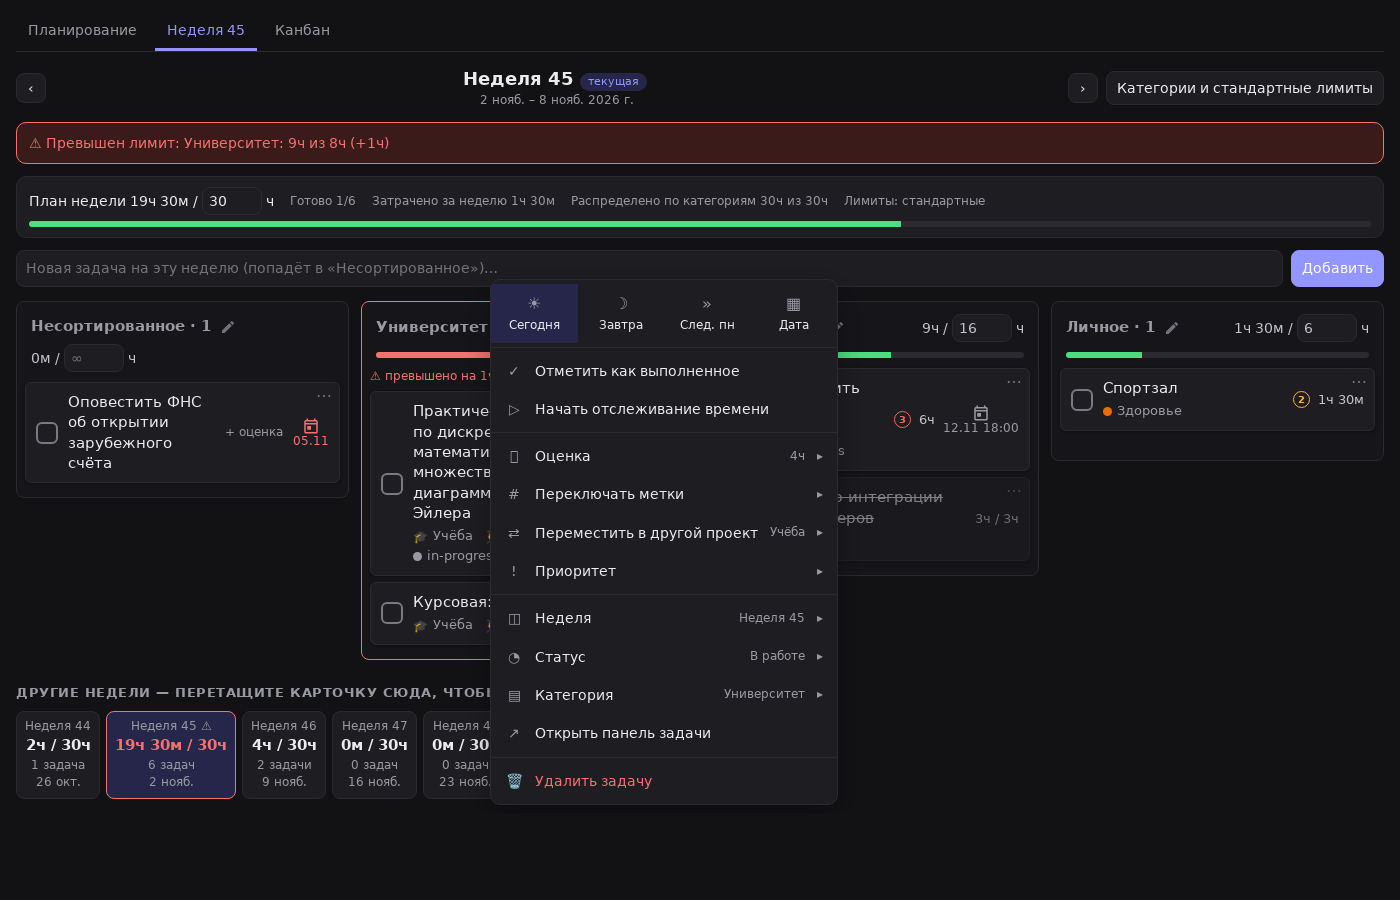 Планирование
Неделя 45
Канбан
‹
Неделя 45 текущая
2 нояб. – 8 нояб. 2026 г.
›
Категории и стандартные лимиты
⚠ Превышен лимит: Университет: 9ч из 8ч (+1ч)
План недели 19ч 30м / 30 ч Готово 1/6 Затрачено за неделю 1ч 30м Распределено по категориям 30ч из 30ч Лимиты: стандартные
Новая задача на эту неделю (попадёт в «Несортированное»)...
Добавить
Несортированное · 1
0м / ∞ ч
Оповестить ФНС
об открытии
зарубежного
счёта
+ оценка
05.11
Университет
⚠ превышено на 1ч
Практиче
по дискре
математи
множеств
диаграмм
Эйлера
🎓 Учёба
in-progres
Курсовая:
🎓 Учёба
9ч / 16 ч
ить
3 6ч
12.11 18:00
s
о интеграции
еров
3ч / 3ч
Личное · 1
1ч 30м / 6 ч
Спортзал
Здоровье
2 1ч 30м
Сегодня
Завтра
» След. пн
Дата
✓ Отметить как выполненное
▷ Начать отслеживание времени
Оценка 4ч ▸
# Переключать метки ▸
⇄ Переместить в другой проект Учёба ▸
! Приоритет ▸
Неделя Неделя 45 ▸
Статус В работе ▸
Категория Университет ▸
↗ Открыть панель задачи
Удалить задачу
ДРУГИЕ НЕДЕЛИ — ПЕРЕТАЩИТЕ КАРТОЧКУ СЮДА, ЧТОБЫ
Неделя 44
2ч / 30ч
1 задача
26 окт.
Неделя 45 ⚠
19ч 30м / 30ч
6 задач
2 нояб.
Неделя 46
4ч / 30ч
2 задачи
9 нояб.
Неделя 47
0м / 30ч
0 задач
16 нояб.
Неделя 4
0м / 30
0 задач
23 нояб.